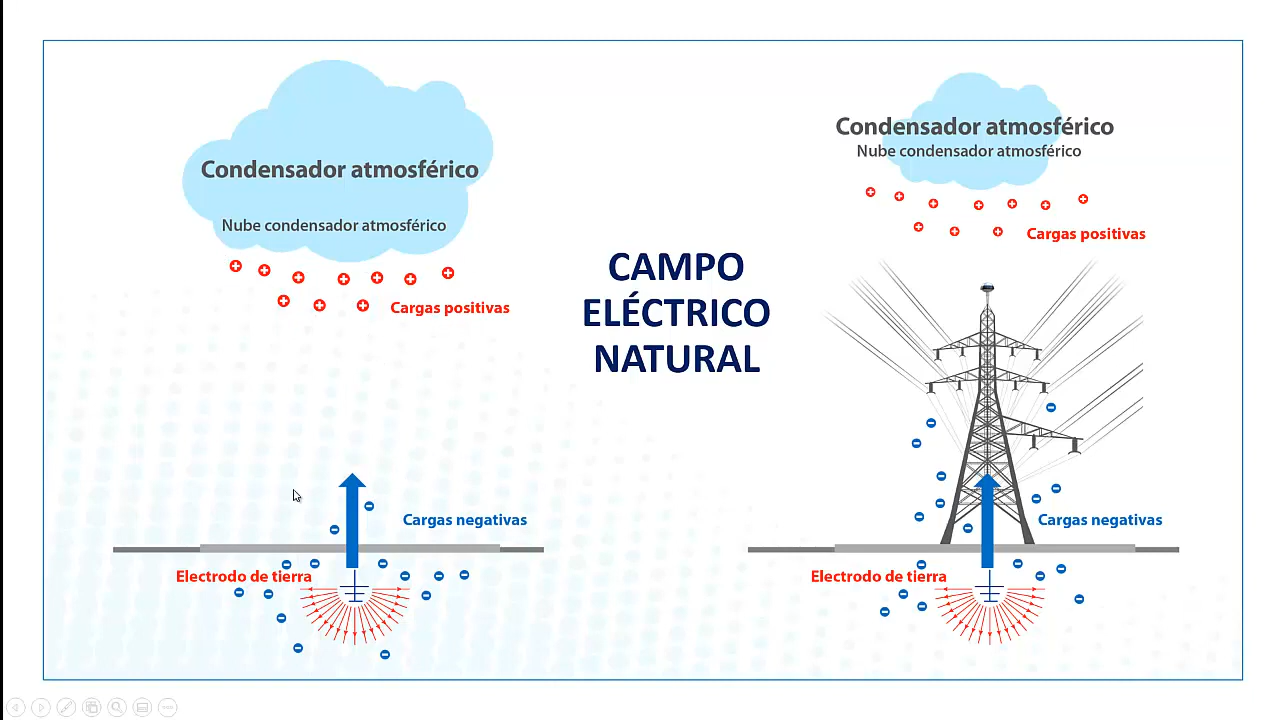 Condensador atmosférico
Nube condensador atmosférico
Cargas positivas
Cargas negativas
Electrodo de tierra
CAMPO
ELÉCTRICO
NATURAL
Condensador atmosférico
Nube condensador atmosférico
Cargas positivas
Cargas negativas
Electrodo de tierra